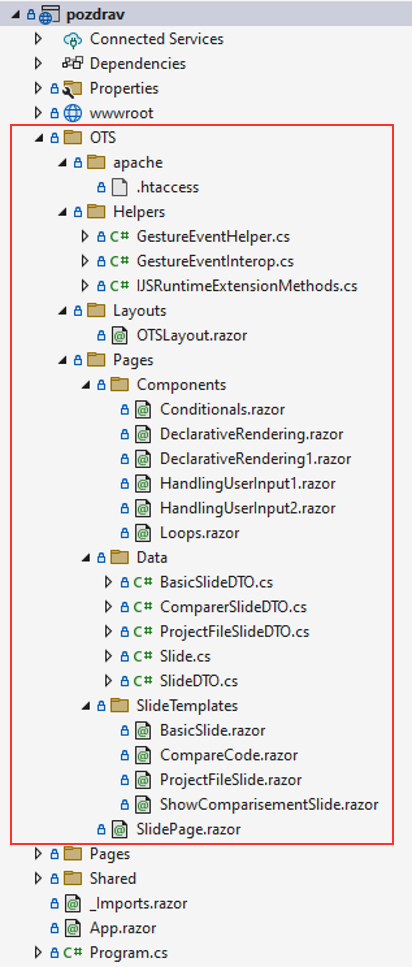 pozdrav
Connected Services
Dependencies
Properties
wwwroot
OTS
apache
.htaccess
Helpers
C# GestureEventHelper.cs
C# GestureEventInterop.cs
C# IJSRuntimeExtensionMethods.cs
Layouts
@ OTSLayout.razor
Pages
Components
@ Conditionals.razor
@ DeclarativeRendering.razor
@ DeclarativeRendering1.razor
@ HandlingUserInput1.razor
@ HandlingUserInput2.razor
@ Loops.razor
Data
C# BasicSlideDTO.cs
C# ComparerSlideDTO.cs
C# ProjectFileSlideDTO.cs
C# Slide.cs
C# SlideDTO.cs
SlideTemplates
@ BasicSlide.razor
@ CompareCode.razor
@ ProjectFileSlide.razor
@ ShowComparisementSlide.razor
@ SlidePage.razor
Pages
Shared
@ _Imports.razor
@ App.razor
C# Program.cs